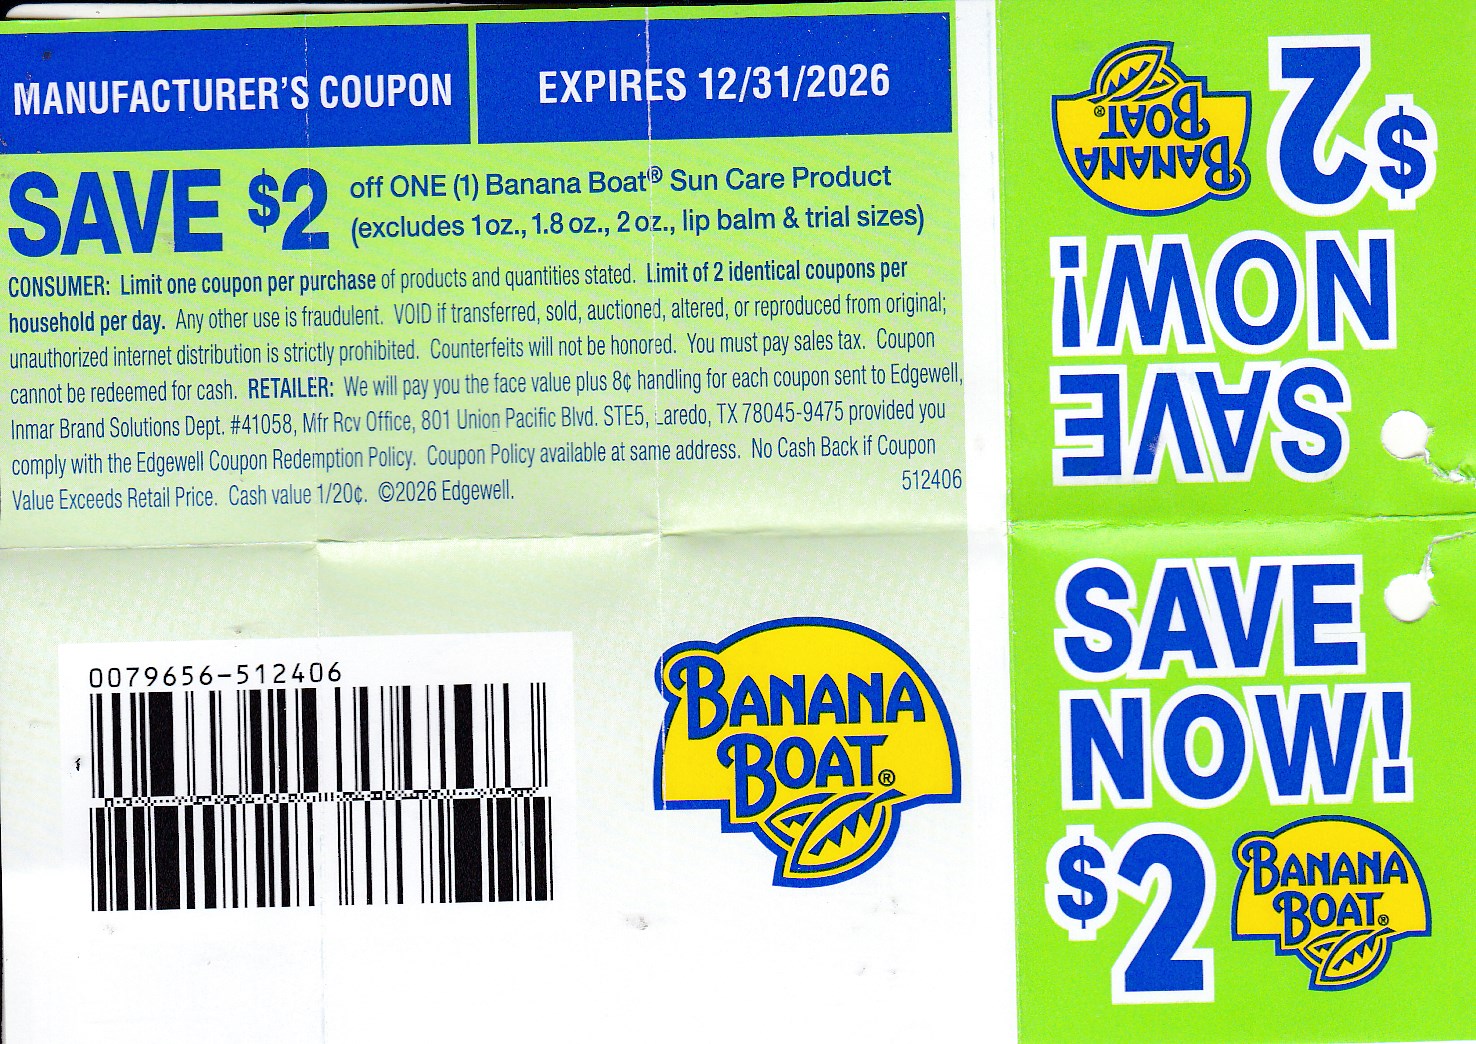 MANUFACTURER'S COUPON
EXPIRES 12/31/2026
SAVE $2
off ONE (1) Banana Boat® Sun Care Product
(excludes 1 oz., 1.8 oz., 2 oz., lip balm & trial sizes)
CONSUMER: Limit one coupon per purchase of products and quantities stated. Limit of 2 identical coupons per
household per day. Any other use is fraudulent. VOID if transferred, sold, auctioned, altered, or reproduced from original;
unauthorized internet distribution is strictly prohibited. Counterfeits will not be honored. You must pay sales tax. Coupon
cannot be redeemed for cash. RETAILER: We will pay you the face value plus 8¢ handling for each coupon sent to Edgewell,
Inmar Brand Solutions Dept. #41058, Mfr Rcv Office, 801 Union Pacific Blvd. STE5, Laredo, TX 78045-9475 provided you
comply with the Edgewell Coupon Redemption Policy. Coupon Policy available at same address. No Cash Back if Coupon
Value Exceeds Retail Price. Cash value 1/20¢. ©2026 Edgewell.
512406
0079656-512406
BANANA
BOAT®
SAVE
NOW!
$2
BANANA
BOAT®
SAVE
NOW!
$2
BANANA
BOAT®